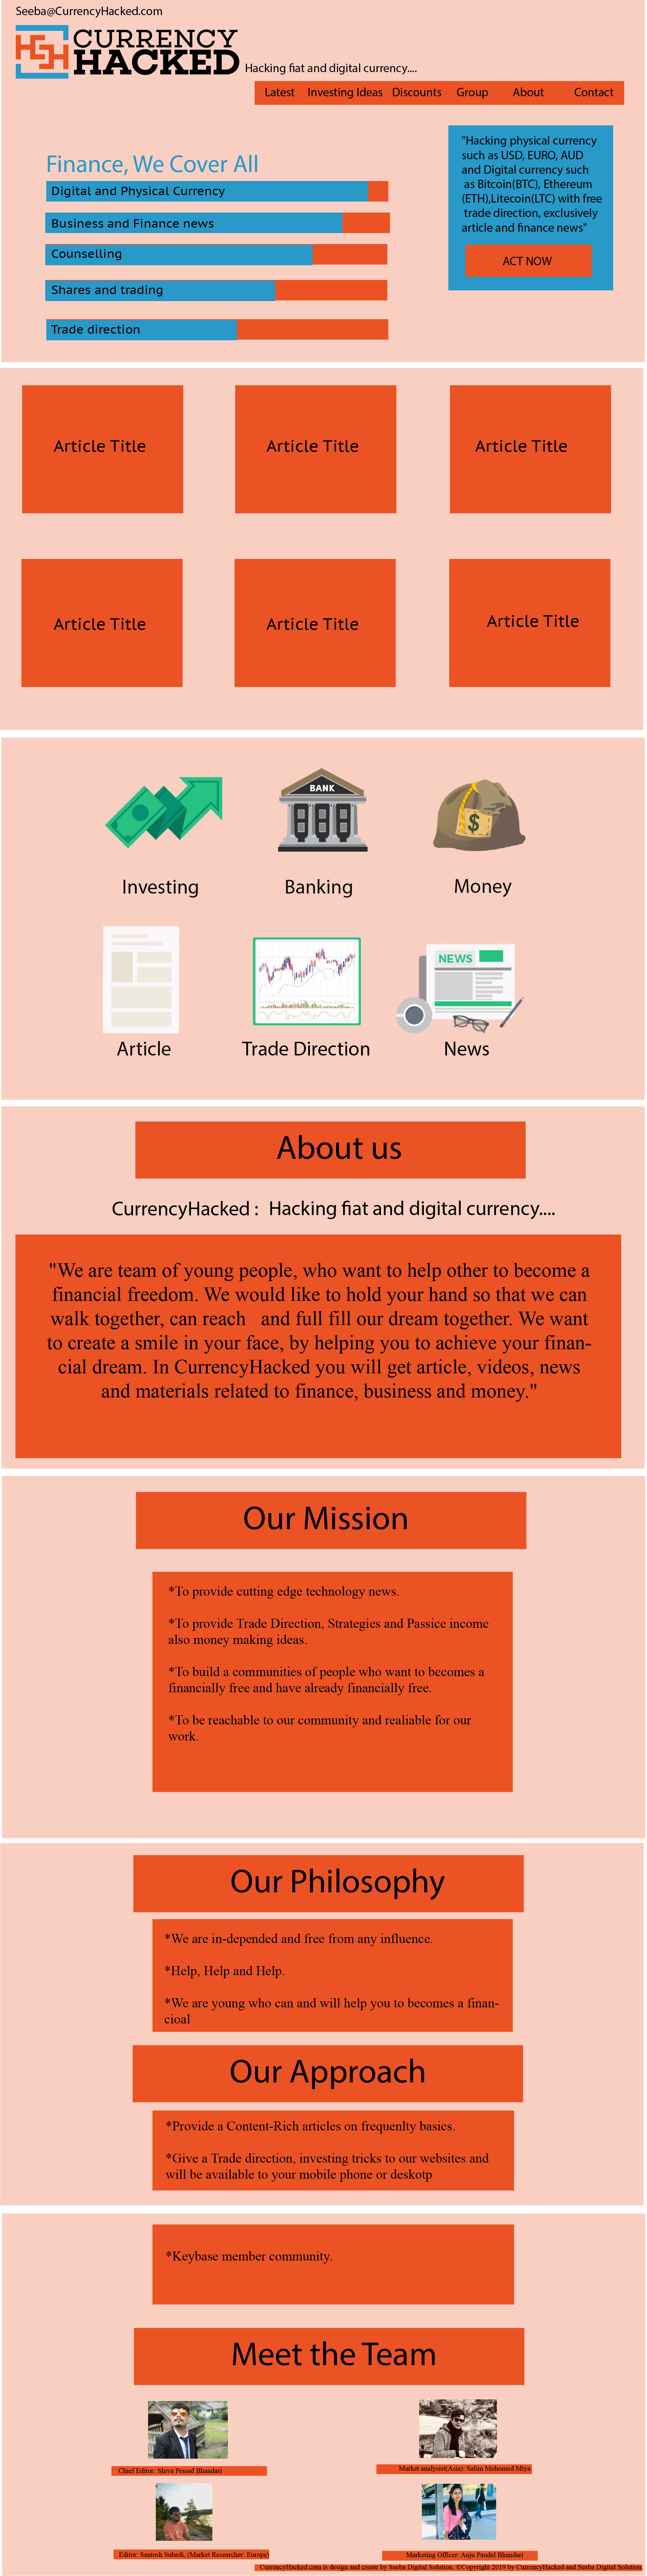 Seeba@CurrencyHacked.com
CURRENCY
HACKED
Hacking fiat and digital currency....
Latest Investing Ideas Discounts Group About Contact
Finance, We Cover All
Digital and Physical Currency
Business and Finance news
Counselling
Shares and trading
Trade direction
"Hacking physical currency
such as USD, EURO, AUD
and Digital currency such
as Bitcoin(BTC), Ethereum
(ETH),Litecoin(LTC) with free
trade direction, exclusively
article and finance news"
ACT NOW
Article Title Article Title Article Title
Article Title Article Title Article Title
BANK
$
Investing Banking Money
NEWS
Article Trade Direction News
About us
CurrencyHacked : Hacking fiat and digital currency....
"We are team of young people, who want to help other to become a
financial freedom. We would like to hold your hand so that we can
walk together, can reach and full fill our dream together. We want
to create a smile in your face, by helping you to achieve your finan-
cial dream. In CurrencyHacked you will get article, videos, news
and materials related to finance, business and money."
Our Mission
*To provide cutting edge technology news.
*To provide Trade Direction, Strategies and Passice income
also money making ideas.
*To build a communities of people who want to becomes a
financially free and have already financially free.
*To be reachable to our community and realiable for our
work.
Our Philosophy
*We are in-depended and free from any influence.
*Help, Help and Help.
*We are young who can and will help you to becomes a finan-
cioal
Our Approach
*Provide a Content-Rich articles on frequenlty basics.
*Give a Trade direction, investing tricks to our websites and
will be available to your mobile phone or deskotp
*Keybase member community.
Meet the Team
Chief Editor: Shiva Prasad Bhandari
Market analysist(Asia): Salim Mohomed Miya
Editor: Santosh Subedi, (Market Researcher: Europe)
Marketing Officer: Anju Pandel Bhandari
CurrencyHacked.com is design and create by Seeba Digital Solution. ©Copyright 2019 by CurrencyHacked and Seeba Digital Solution.